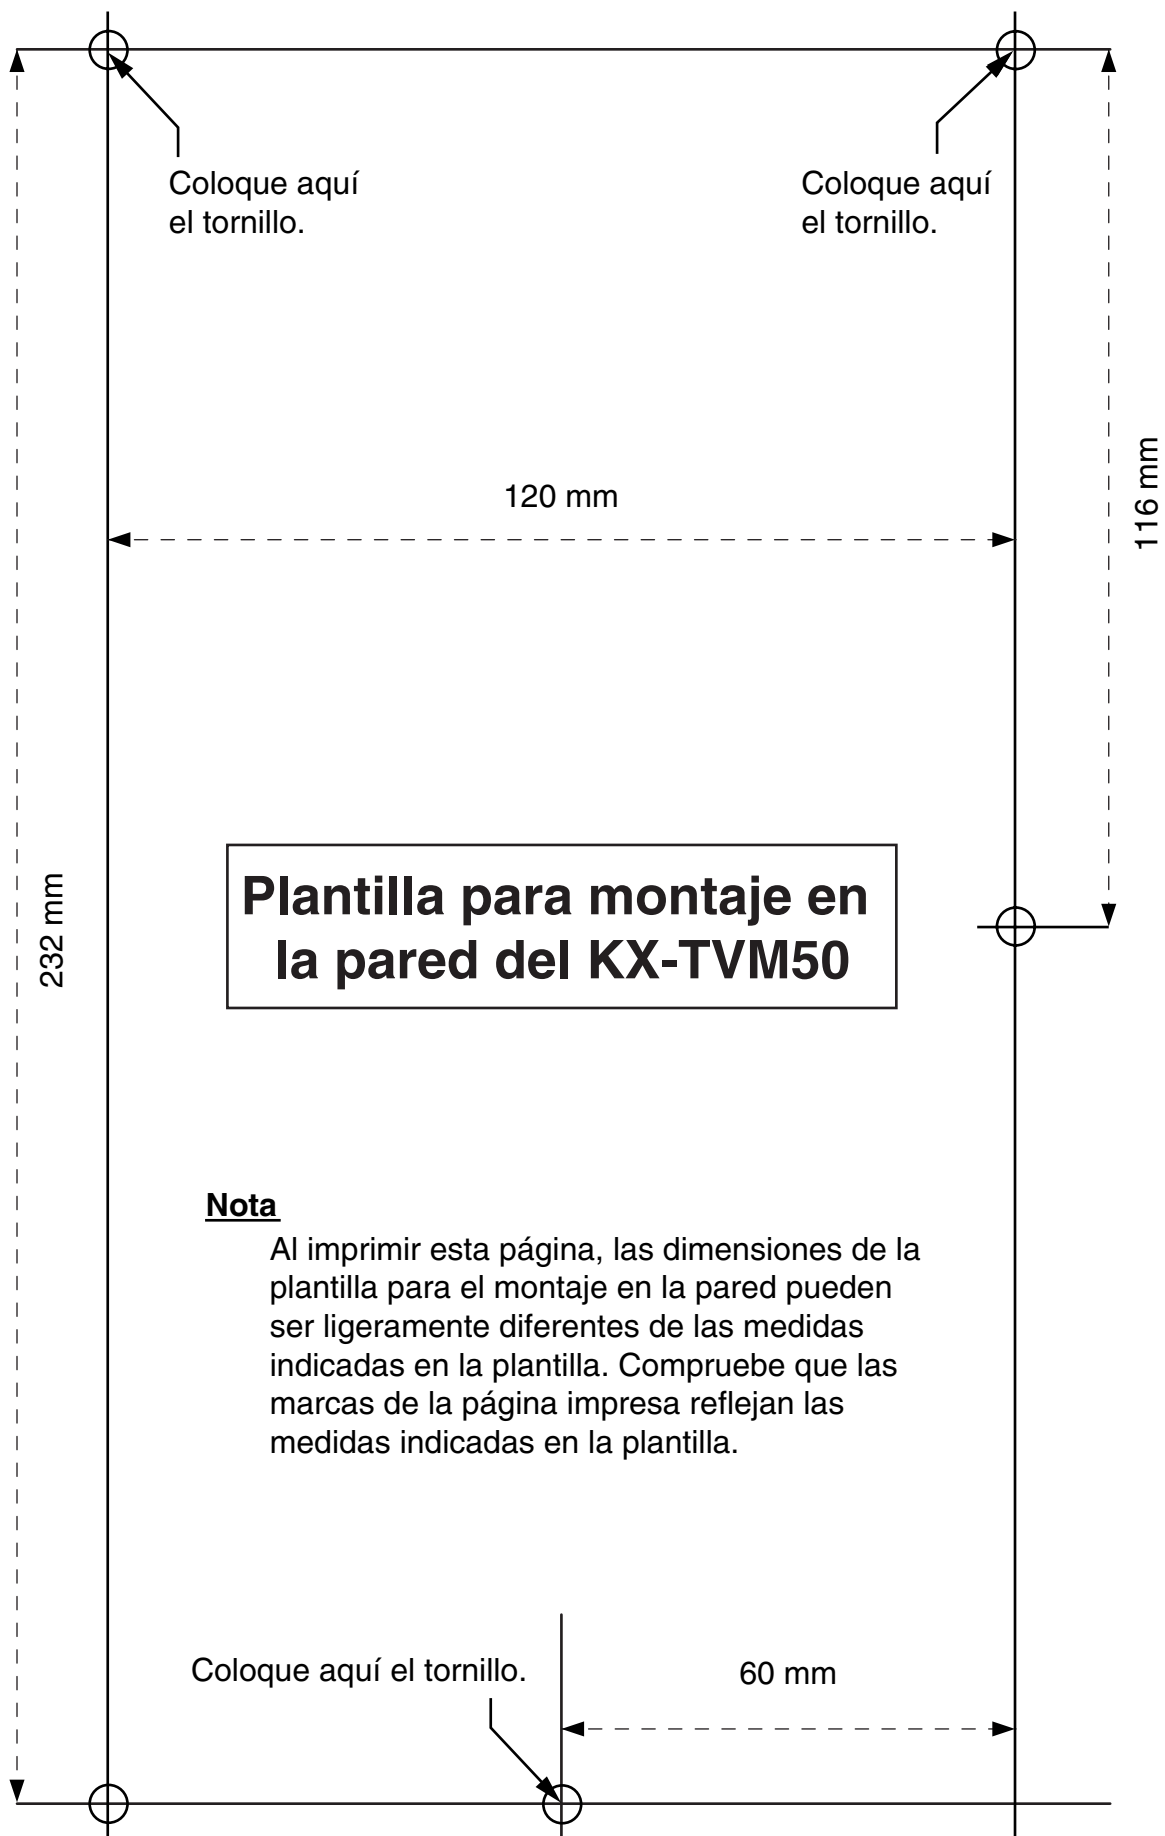 Coloque aquí
el tornillo.
Coloque aquí
el tornillo.
120 mm
116 mm
232 mm
Plantilla para montaje en
la pared del KX-TVM50
Nota
Al imprimir esta página, las dimensiones de la
plantilla para el montaje en la pared pueden
ser ligeramente diferentes de las medidas
indicadas en la plantilla. Compruebe que las
marcas de la página impresa reflejan las
medidas indicadas en la plantilla.
Coloque aquí el tornillo.
60 mm